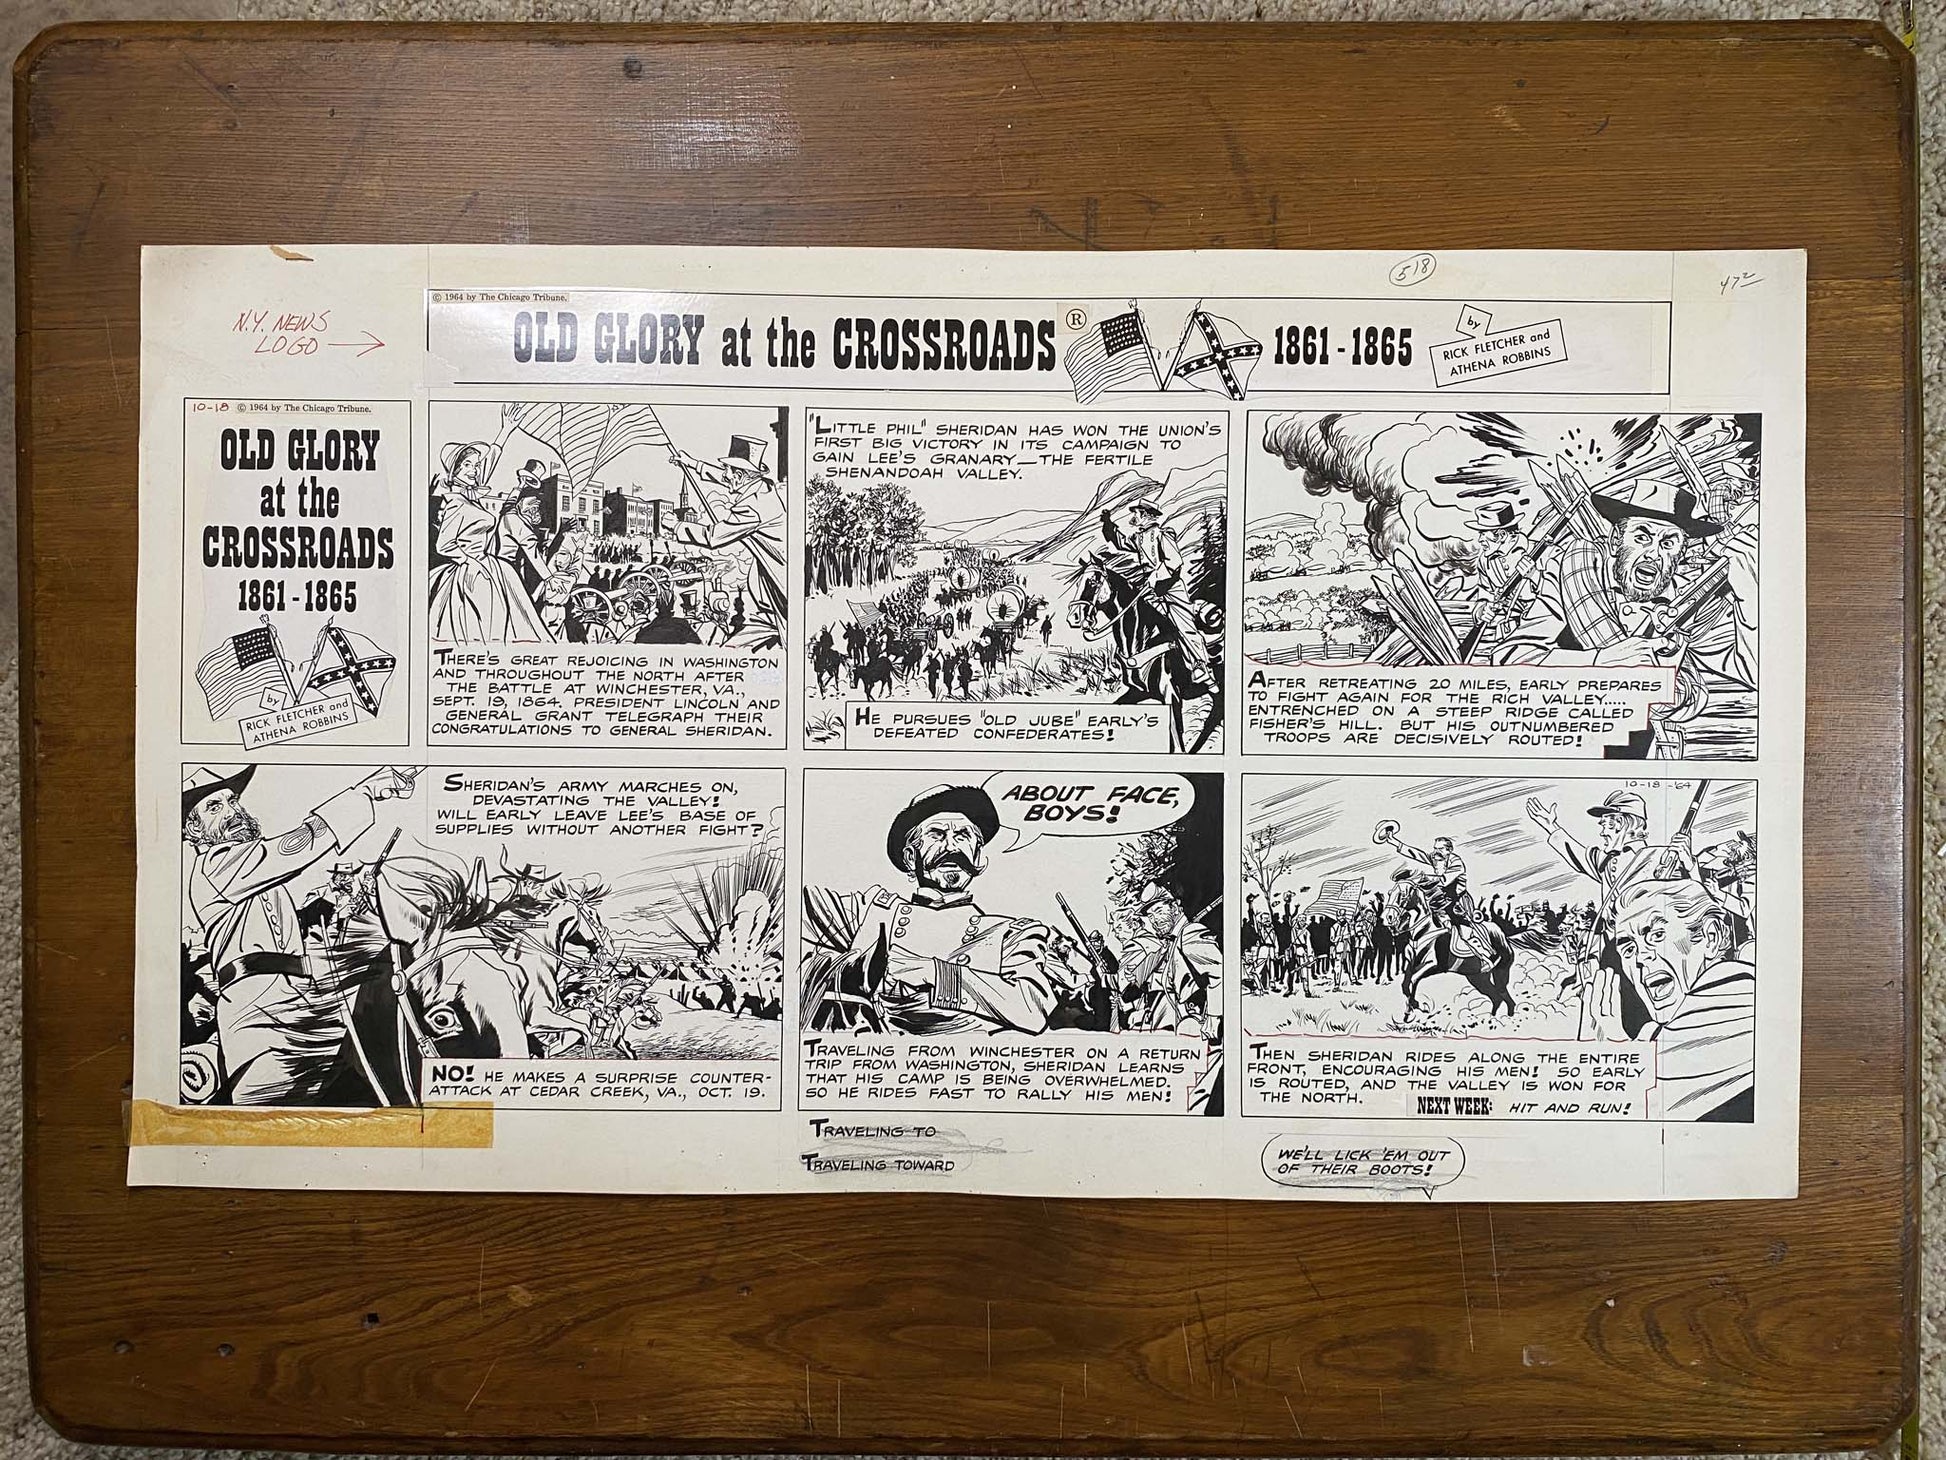 518
47²
N.Y. NEWS
LOGO
© 1964 by The Chicago Tribune.
OLD GLORY at the CROSSROADS ® 1861-1865
by
RICK FLETCHER and
ATHENA ROBBINS
10-18 © 1964 by The Chicago Tribune.
OLD GLORY
at the
CROSSROADS
1861-1865
by
RICK FLETCHER and
ATHENA ROBBINS
THERE'S GREAT REJOICING IN WASHINGTON
AND THROUGHOUT THE NORTH AFTER
THE BATTLE AT WINCHESTER, VA.,
SEPT. 19, 1864. PRESIDENT LINCOLN AND
GENERAL GRANT TELEGRAPH THEIR
CONGRATULATIONS TO GENERAL SHERIDAN.
"LITTLE PHIL" SHERIDAN HAS WON THE UNION'S
FIRST BIG VICTORY IN ITS CAMPAIGN TO
GAIN LEE'S GRANARY—THE FERTILE
SHENANDOAH VALLEY.
HE PURSUES "OLD JUBE" EARLY'S
DEFEATED CONFEDERATES!
AFTER RETREATING 20 MILES, EARLY PREPARES
TO FIGHT AGAIN FOR THE RICH VALLEY.....
ENTRENCHED ON A STEEP RIDGE CALLED
FISHER'S HILL. BUT HIS OUTNUMBERED
TROOPS ARE DECISIVELY ROUTED!
SHERIDAN'S ARMY MARCHES ON,
DEVASTATING THE VALLEY!
WILL EARLY LEAVE LEE'S BASE OF
SUPPLIES WITHOUT ANOTHER FIGHT?
NO! HE MAKES A SURPRISE COUNTER-
ATTACK AT CEDAR CREEK, VA., OCT. 19.
ABOUT FACE,
BOYS!
TRAVELING FROM WINCHESTER ON A RETURN
TRIP FROM WASHINGTON, SHERIDAN LEARNS
THAT HIS CAMP IS BEING OVERWHELMED.
SO HE RIDES FAST TO RALLY HIS MEN!
10-18-'64
THEN SHERIDAN RIDES ALONG THE ENTIRE
FRONT, ENCOURAGING HIS MEN! SO EARLY
IS ROUTED, AND THE VALLEY IS WON FOR
THE NORTH.
NEXT WEEK: HIT AND RUN!
TRAVELING TO
TRAVELING TOWARD
WE'LL LICK 'EM OUT
OF THEIR BOOTS!